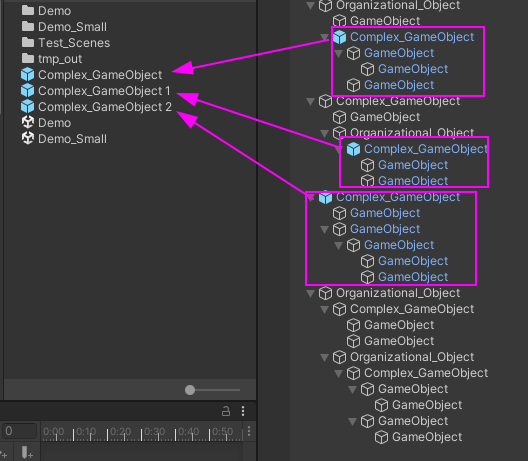 Demo
Demo_Small
Test_Scenes
tmp_out
Complex_GameObject
Complex_GameObject 1
Complex_GameObject 2
Demo
Demo_Small
0
0:00
0:10
0:20
0:30
0:40
0:50
Organizational_Object
GameObject
Complex_GameObject
GameObject
GameObject
GameObject
Complex_GameObject
GameObject
Organizational_Object
Complex_GameObject
GameObject
GameObject
Complex_GameObject
GameObject
GameObject
GameObject
GameObject
GameObject
Organizational_Object
Complex_GameObject
GameObject
GameObject
Organizational_Object
Complex_GameObject
GameObject
GameObject
GameObject
GameObject